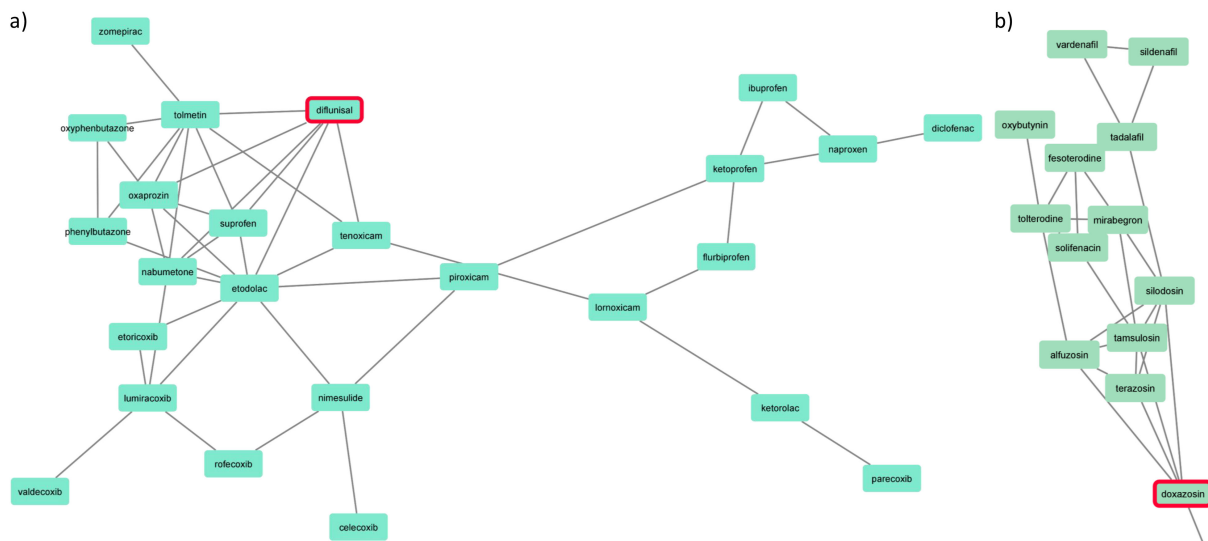 a)
zomepirac
tolmetin
diflunisal
oxyphenbutazone
oxaprozin
suprofen
phenylbutazone
tenoxicam
nabumetone
etodolac
piroxicam
etoricoxib
lumiracoxib
nimesulide
rofecoxib
valdecoxib
celecoxib
ibuprofen
diclofenac
naproxen
ketoprofen
flurbiprofen
lornoxicam
ketorolac
parecoxib
b)
vardenafil
sildenafil
oxybutynin
tadalafil
fesoterodine
tolterodine
mirabegron
solifenacin
silodosin
tamsulosin
alfuzosin
terazosin
doxazosin